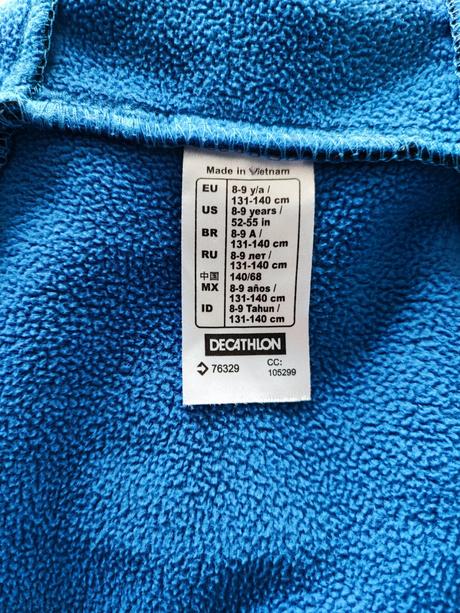 Made in Vietnam
EU 8-9 y/a /
131-140 cm
US 8-9 years /
52-55 in
BR 8-9 A /
131-140 cm
RU 8-9 лет /
131-140 cm
中国 140/68
MX 8-9 años /
131-140 cm
ID 8-9 Tahun /
131-140 cm
DECATHLON
76329 CC:
105299